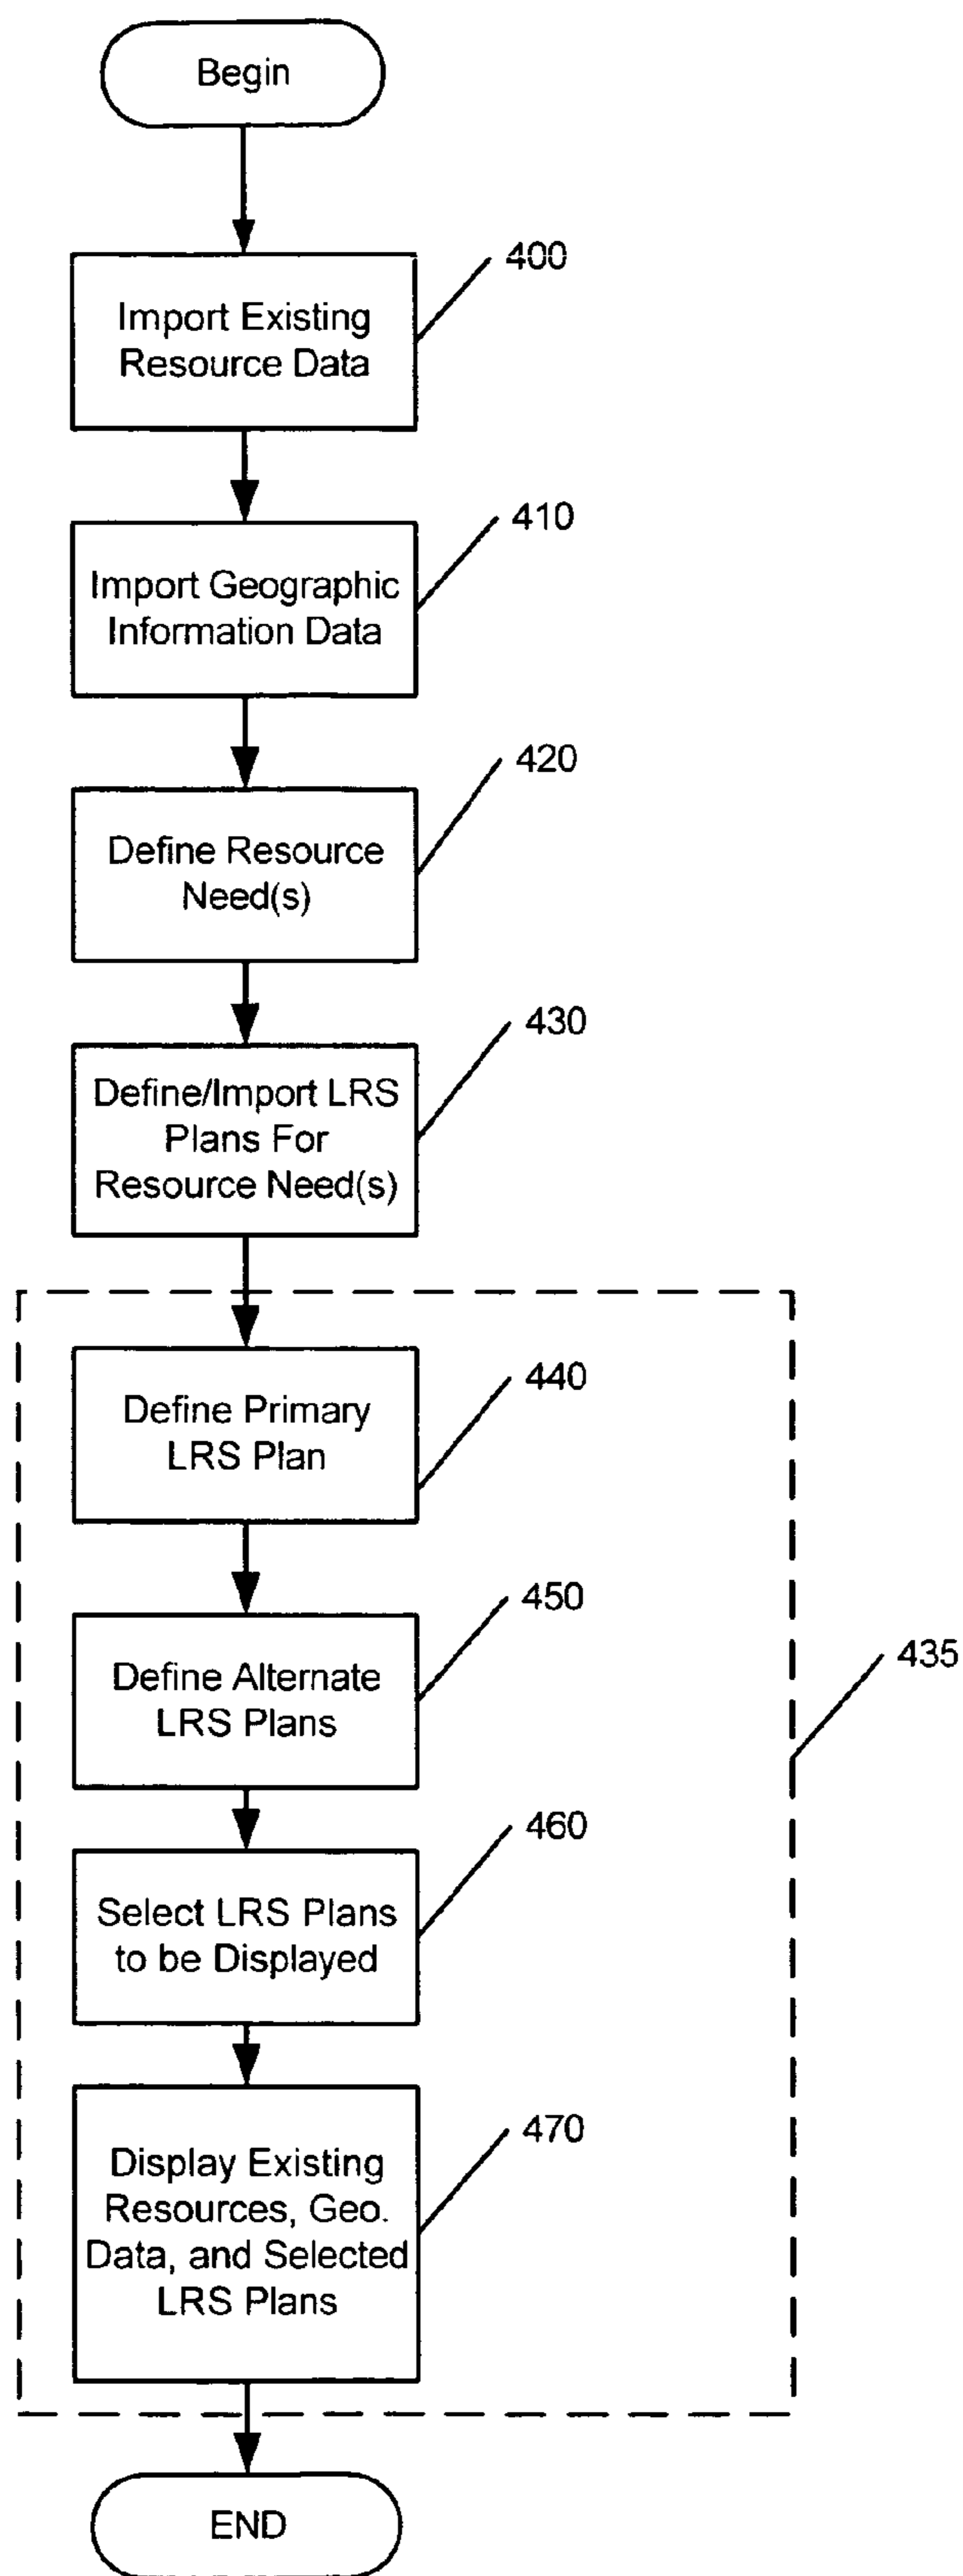 Begin
400
Import Existing
Resource Data
410
Import Geographic
Information Data
420
Define Resource
Need(s)
430
Define/Import LRS
Plans For
Resource Need(s)
440
Define Primary
LRS Plan
450
Define Alternate
LRS Plans
435
460
Select LRS Plans
to be Displayed
470
Display Existing
Resources, Geo.
Data, and Selected
LRS Plans
END